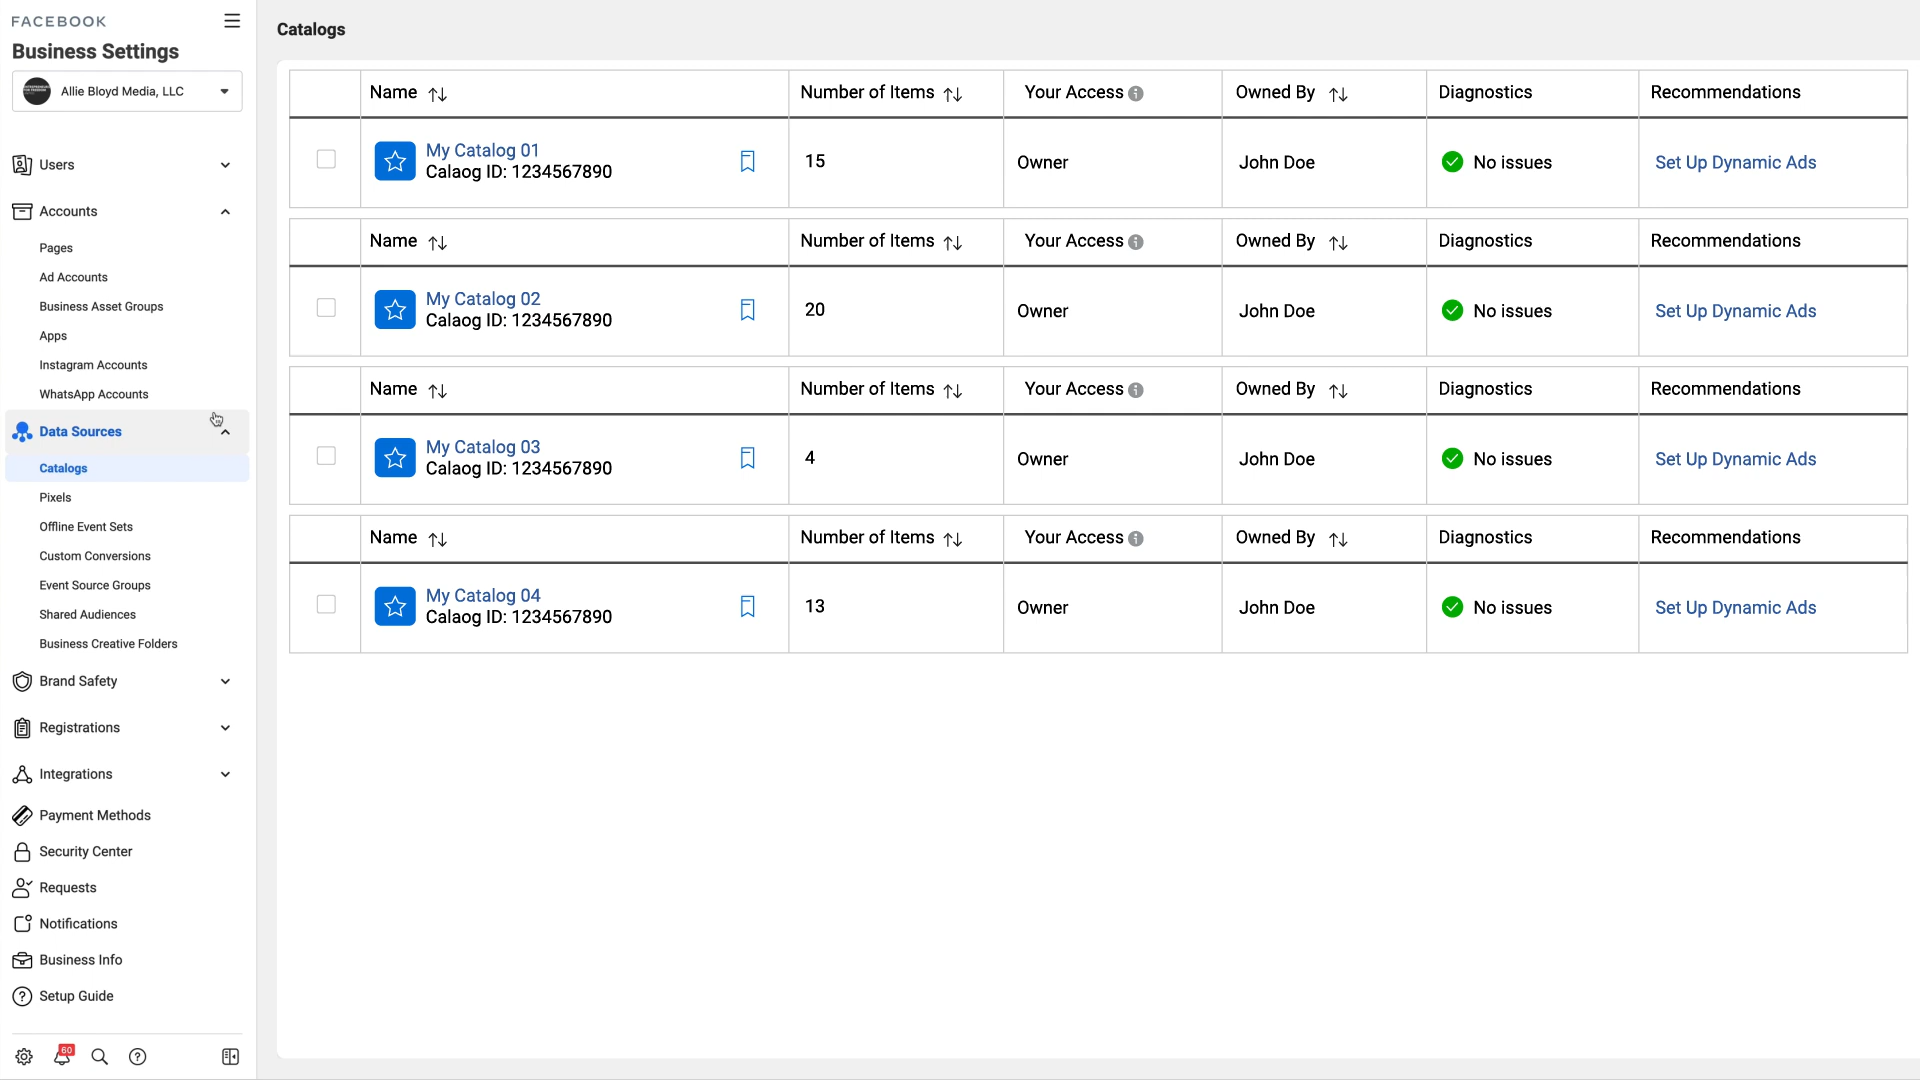 FACEBOOK
Business Settings
Allie Bloyd Media, LLC
Users
Accounts
Pages
Ad Accounts
Business Asset Groups
Apps
Instagram Accounts
WhatsApp Accounts
Data Sources
Catalogs
Pixels
Offline Event Sets
Custom Conversions
Event Source Groups
Shared Audiences
Business Creative Folders
Brand Safety
Registrations
Integrations
Payment Methods
Security Center
Requests
Notifications
Business Info
Setup Guide
60
Catalogs
Name Number of Items Your Access Owned By Diagnostics Recommendations
My Catalog 01
Calaog ID: 1234567890
15 Owner John Doe No issues Set Up Dynamic Ads
Name Number of Items Your Access Owned By Diagnostics Recommendations
My Catalog 02
Calaog ID: 1234567890
20 Owner John Doe No issues Set Up Dynamic Ads
Name Number of Items Your Access Owned By Diagnostics Recommendations
My Catalog 03
Calaog ID: 1234567890
4 Owner John Doe No issues Set Up Dynamic Ads
Name Number of Items Your Access Owned By Diagnostics Recommendations
My Catalog 04
Calaog ID: 1234567890
13 Owner John Doe No issues Set Up Dynamic Ads